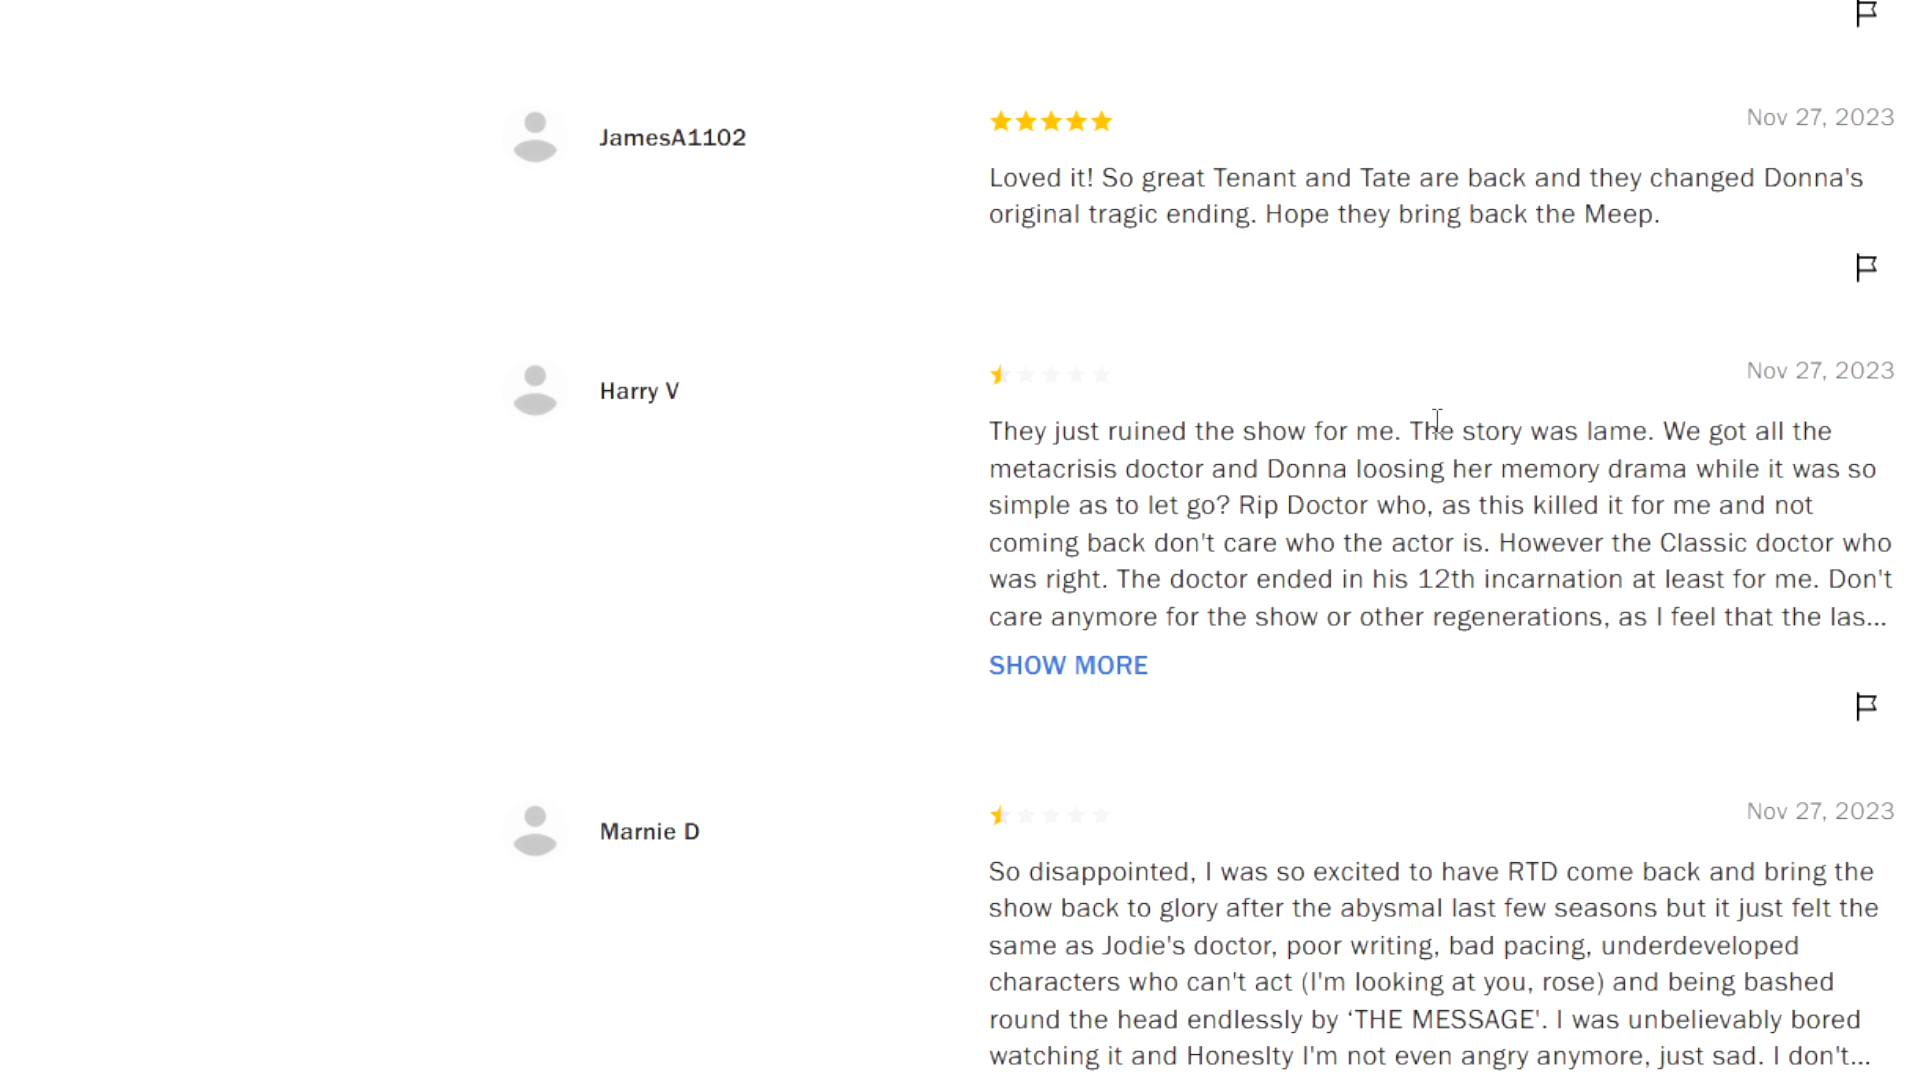 JamesA1102
Nov 27, 2023
Loved it! So great Tenant and Tate are back and they changed Donna's
original tragic ending. Hope they bring back the Meep.
Harry V
Nov 27, 2023
They just ruined the show for me. The story was lame. We got all the
metacrisis doctor and Donna loosing her memory drama while it was so
simple as to let go? Rip Doctor who, as this killed it for me and not
coming back don't care who the actor is. However the Classic doctor who
was right. The doctor ended in his 12th incarnation at least for me. Don't
care anymore for the show or other regenerations, as I feel that the las...
SHOW MORE
Marnie D
Nov 27, 2023
So disappointed, I was so excited to have RTD come back and bring the
show back to glory after the abysmal last few seasons but it just felt the
same as Jodie's doctor, poor writing, bad pacing, underdeveloped
characters who can't act (I'm looking at you, rose) and being bashed
round the head endlessly by ‘THE MESSAGE'. I was unbelievably bored
watching it and Honeslty I'm not even angry anymore, just sad. I don't...